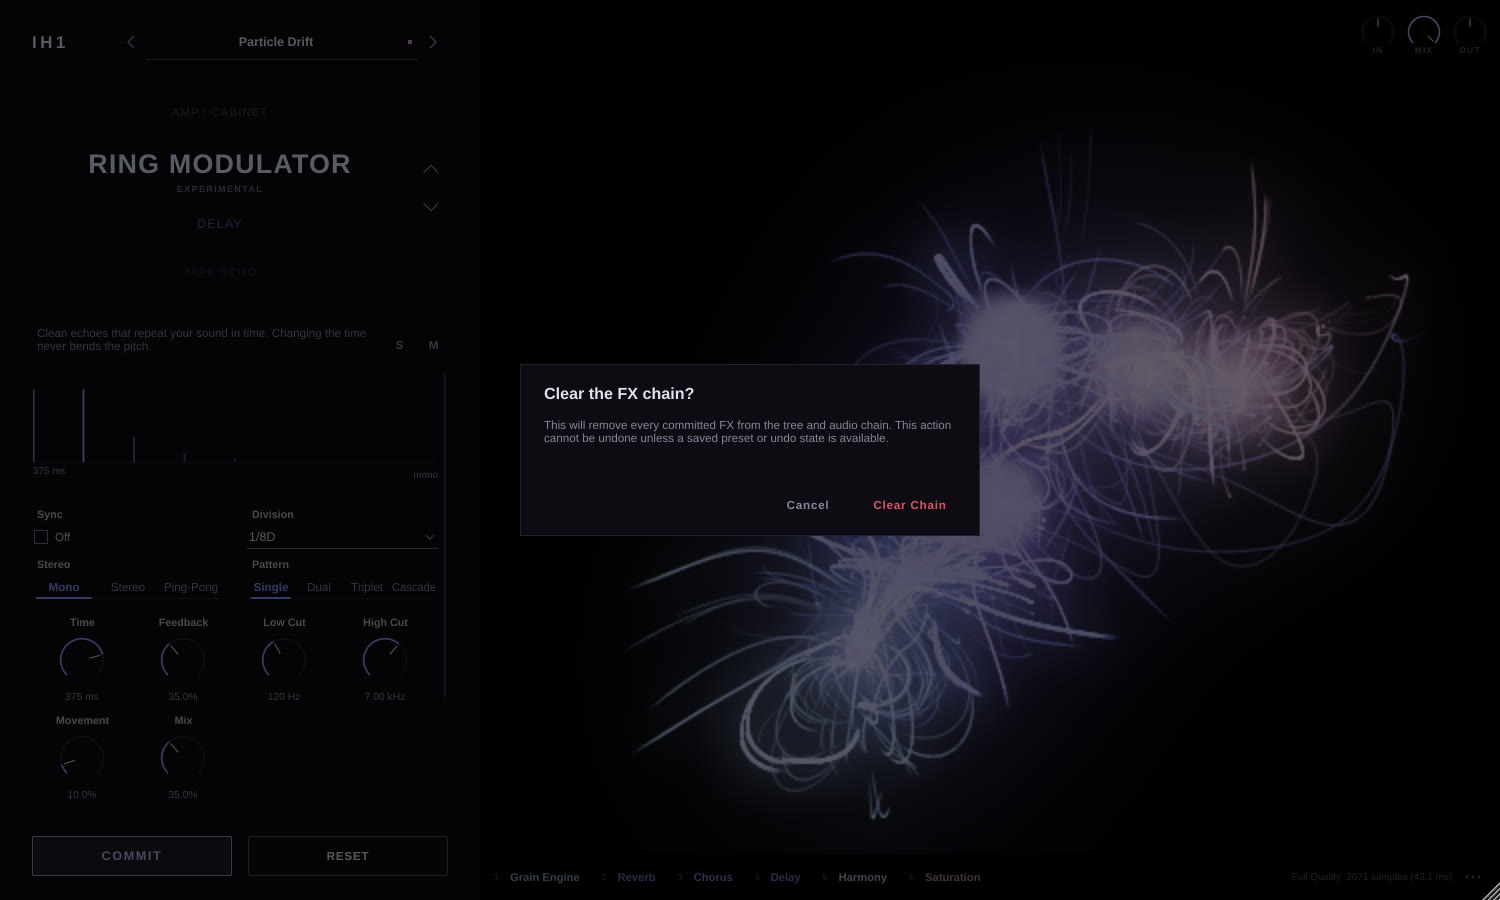 IH1
Particle Drift
IN MIX OUT
AMP / CABINET
RING MODULATOR
EXPERIMENTAL
DELAY
TAPE ECHO
Clean echoes that repeat your sound in time. Changing the time
never bends the pitch.
S M
375 ms
mono
Clear the FX chain?
This will remove every committed FX from the tree and audio chain. This action
cannot be undone unless a saved preset or undo state is available.
Cancel Clear Chain
Sync Division
Off 1/8D
Stereo Pattern
Mono Stereo Ping-Pong Single Dual Triplet Cascade
Time Feedback Low Cut High Cut
375 ms 35.0% 120 Hz 7.00 kHz
Movement Mix
10.0% 35.0%
COMMIT RESET
1 Grain Engine 2 Reverb 3 Chorus 4 Delay 5 Harmony 6 Saturation
Full Quality 2071 samples (43.1 ms)